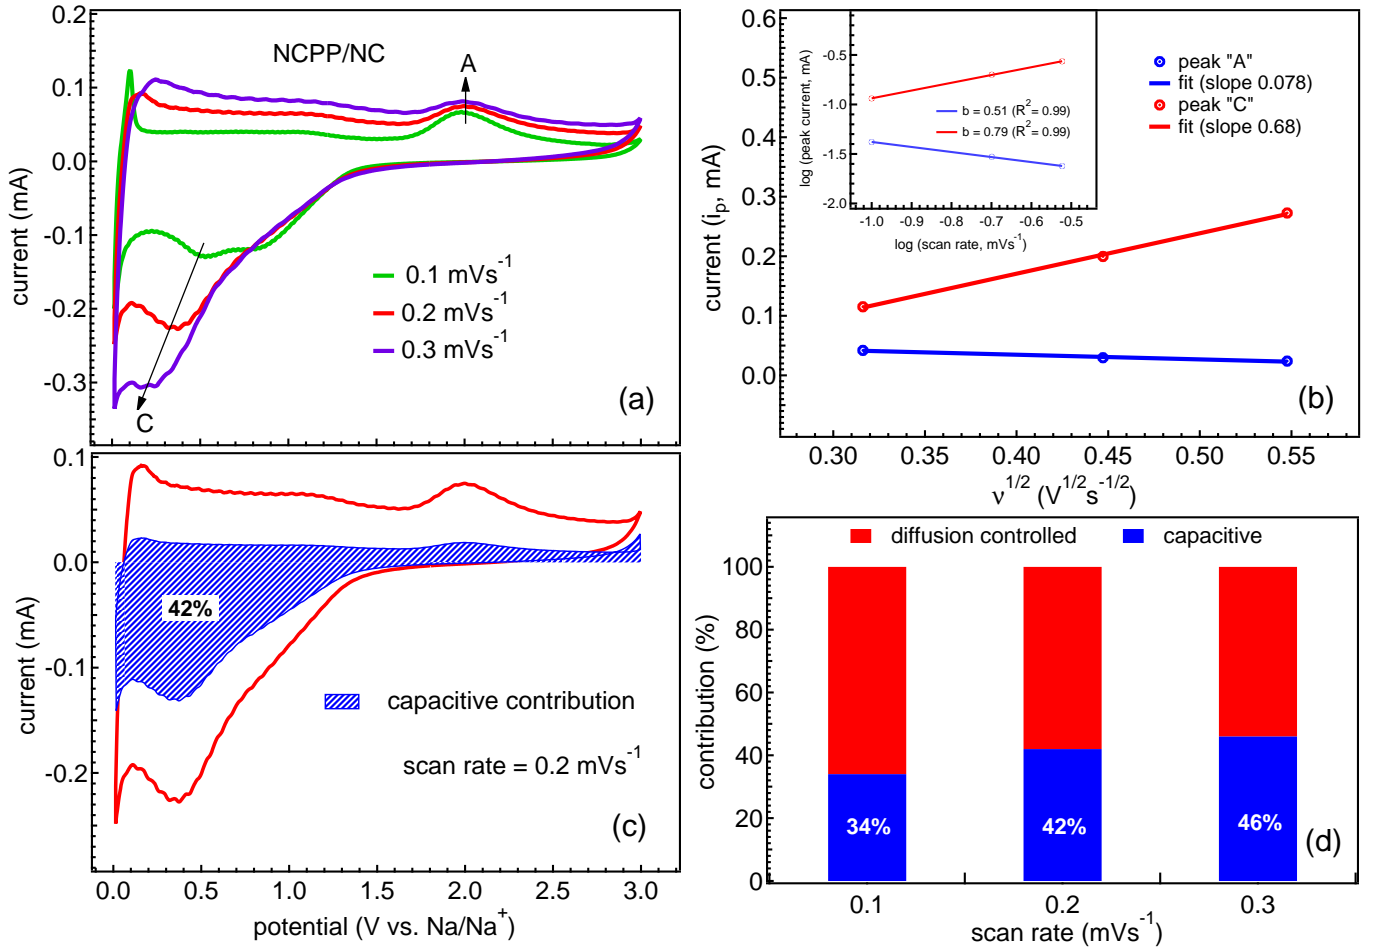 0.2
0.1
0.0
-0.1
-0.2
-0.3
current (mA)
NCPP/NC
A
C
0.1 mVs-1
0.2 mVs-1
0.3 mVs-1
(a)
0.6
0.5
0.4
0.3
0.2
0.1
0.0
current (ip, mA)
peak "A"
fit (slope 0.078)
peak "C"
fit (slope 0.68)
-0.5
-1.0
-1.5
-2.0
log (peak current, mA)
b = 0.51 (R2 = 0.99)
b = 0.79 (R2 = 0.99)
-1.0 -0.9 -0.8 -0.7 -0.6 -0.5
log (scan rate, mVs-1)
(b)
0.30 0.35 0.40 0.45 0.50 0.55
ν1/2 (V1/2s-1/2)
0.1
0.0
-0.1
-0.2
current (mA)
42%
capacitive contribution
scan rate = 0.2 mVs-1
(c)
0.0 0.5 1.0 1.5 2.0 2.5 3.0
potential (V vs. Na/Na+)
diffusion controlled capacitive
100
80
60
40
20
0
contribution (%)
34% 42% 46%
(d)
0.1 0.2 0.3
scan rate (mVs-1)